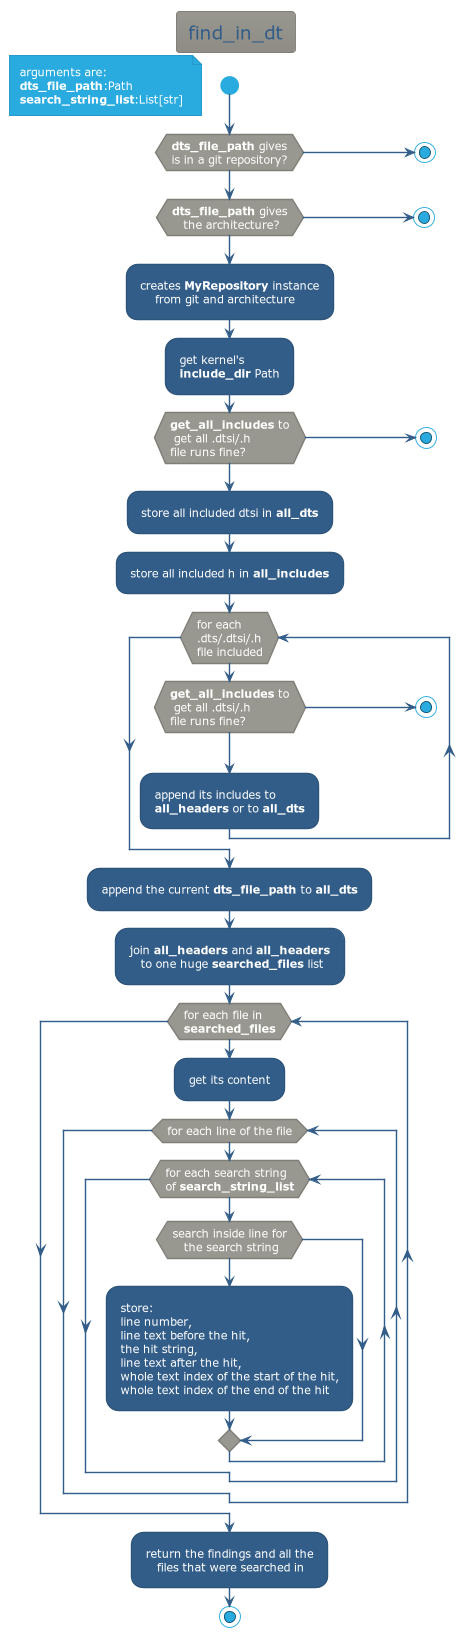 find_in_dt
arguments are:
dts_file_path:Path
search_string_list:List[str]
dts_file_path gives
is in a git repository?
dts_file_path gives
the architecture?
creates MyRepository instance
from git and architecture
get kernel's
include_dir Path
get_all_includes to
get all .dtsi/.h
file runs fine?
store all included dtsi in all_dts
store all included h in all_includes
for each
.dts/.dtsi/.h
file included
get_all_includes to
get all .dtsi/.h
file runs fine?
append its includes to
all_headers or to all_dts
append the current dts_file_path to all_dts
join all_headers and all_headers
to one huge searched_files list
for each file in
searched_files
get its content
for each line of the file
for each search string
of search_string_list
search inside line for
the search string
store:
line number,
line text before the hit,
the hit string,
line text after the hit,
whole text index of the start of the hit,
whole text index of the end of the hit
return the findings and all the
files that were searched in